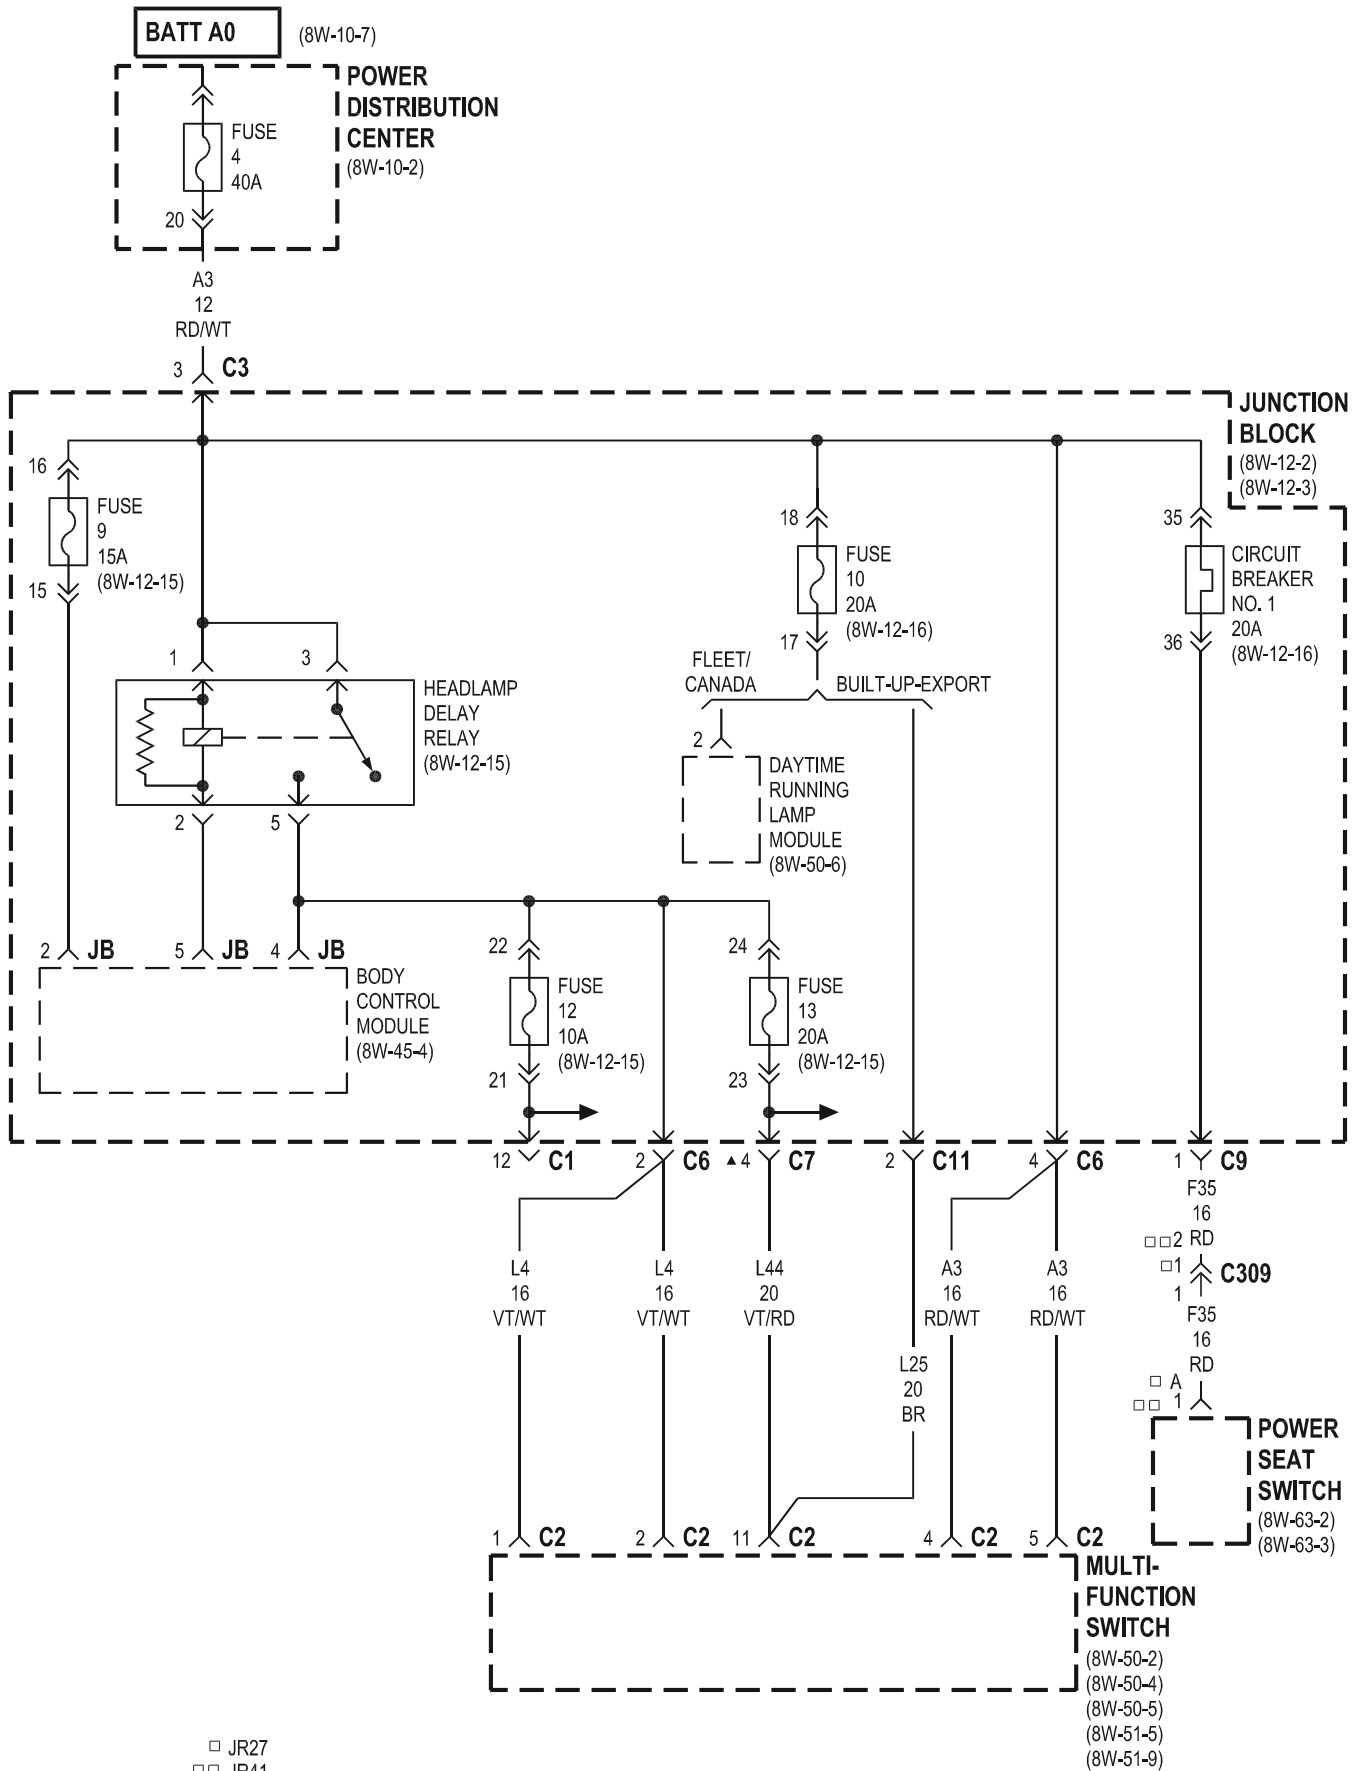 BATT A0
(8W-10-7)
POWER
DISTRIBUTION
CENTER
(8W-10-2)
FUSE
4
40A
20
A3
12
RD/WT
3
C3
JUNCTION
BLOCK
(8W-12-2)
(8W-12-3)
16
FUSE
9
15A
(8W-12-15)
15
18
FUSE
10
20A
(8W-12-16)
17
35
CIRCUIT
BREAKER
NO. 1
20A
(8W-12-16)
36
1
3
HEADLAMP
DELAY
RELAY
(8W-12-15)
2
5
FLEET/
CANADA
BUILT-UP-EXPORT
2
DAYTIME
RUNNING
LAMP
MODULE
(8W-50-6)
2 JB
5 JB
4 JB
BODY
CONTROL
MODULE
(8W-45-4)
22
FUSE
12
10A
(8W-12-15)
21
24
FUSE
13
20A
(8W-12-15)
23
12 C1
2 C6
▲ 4 C7
2 C11
4 C6
1 C9
L4
16
VT/WT
L4
16
VT/WT
L44
20
VT/RD
L25
20
BR
A3
16
RD/WT
A3
16
RD/WT
F35
16
RD
□□ 2
□ 1
C309
1
F35
16
RD
□ A
□□ 1
POWER
SEAT
SWITCH
(8W-63-2)
(8W-63-3)
1 C2
2 C2
11 C2
4 C2
5 C2
MULTI-
FUNCTION
SWITCH
(8W-50-2)
(8W-50-4)
(8W-50-5)
(8W-51-5)
(8W-51-9)
□ JR27
□□ JR41